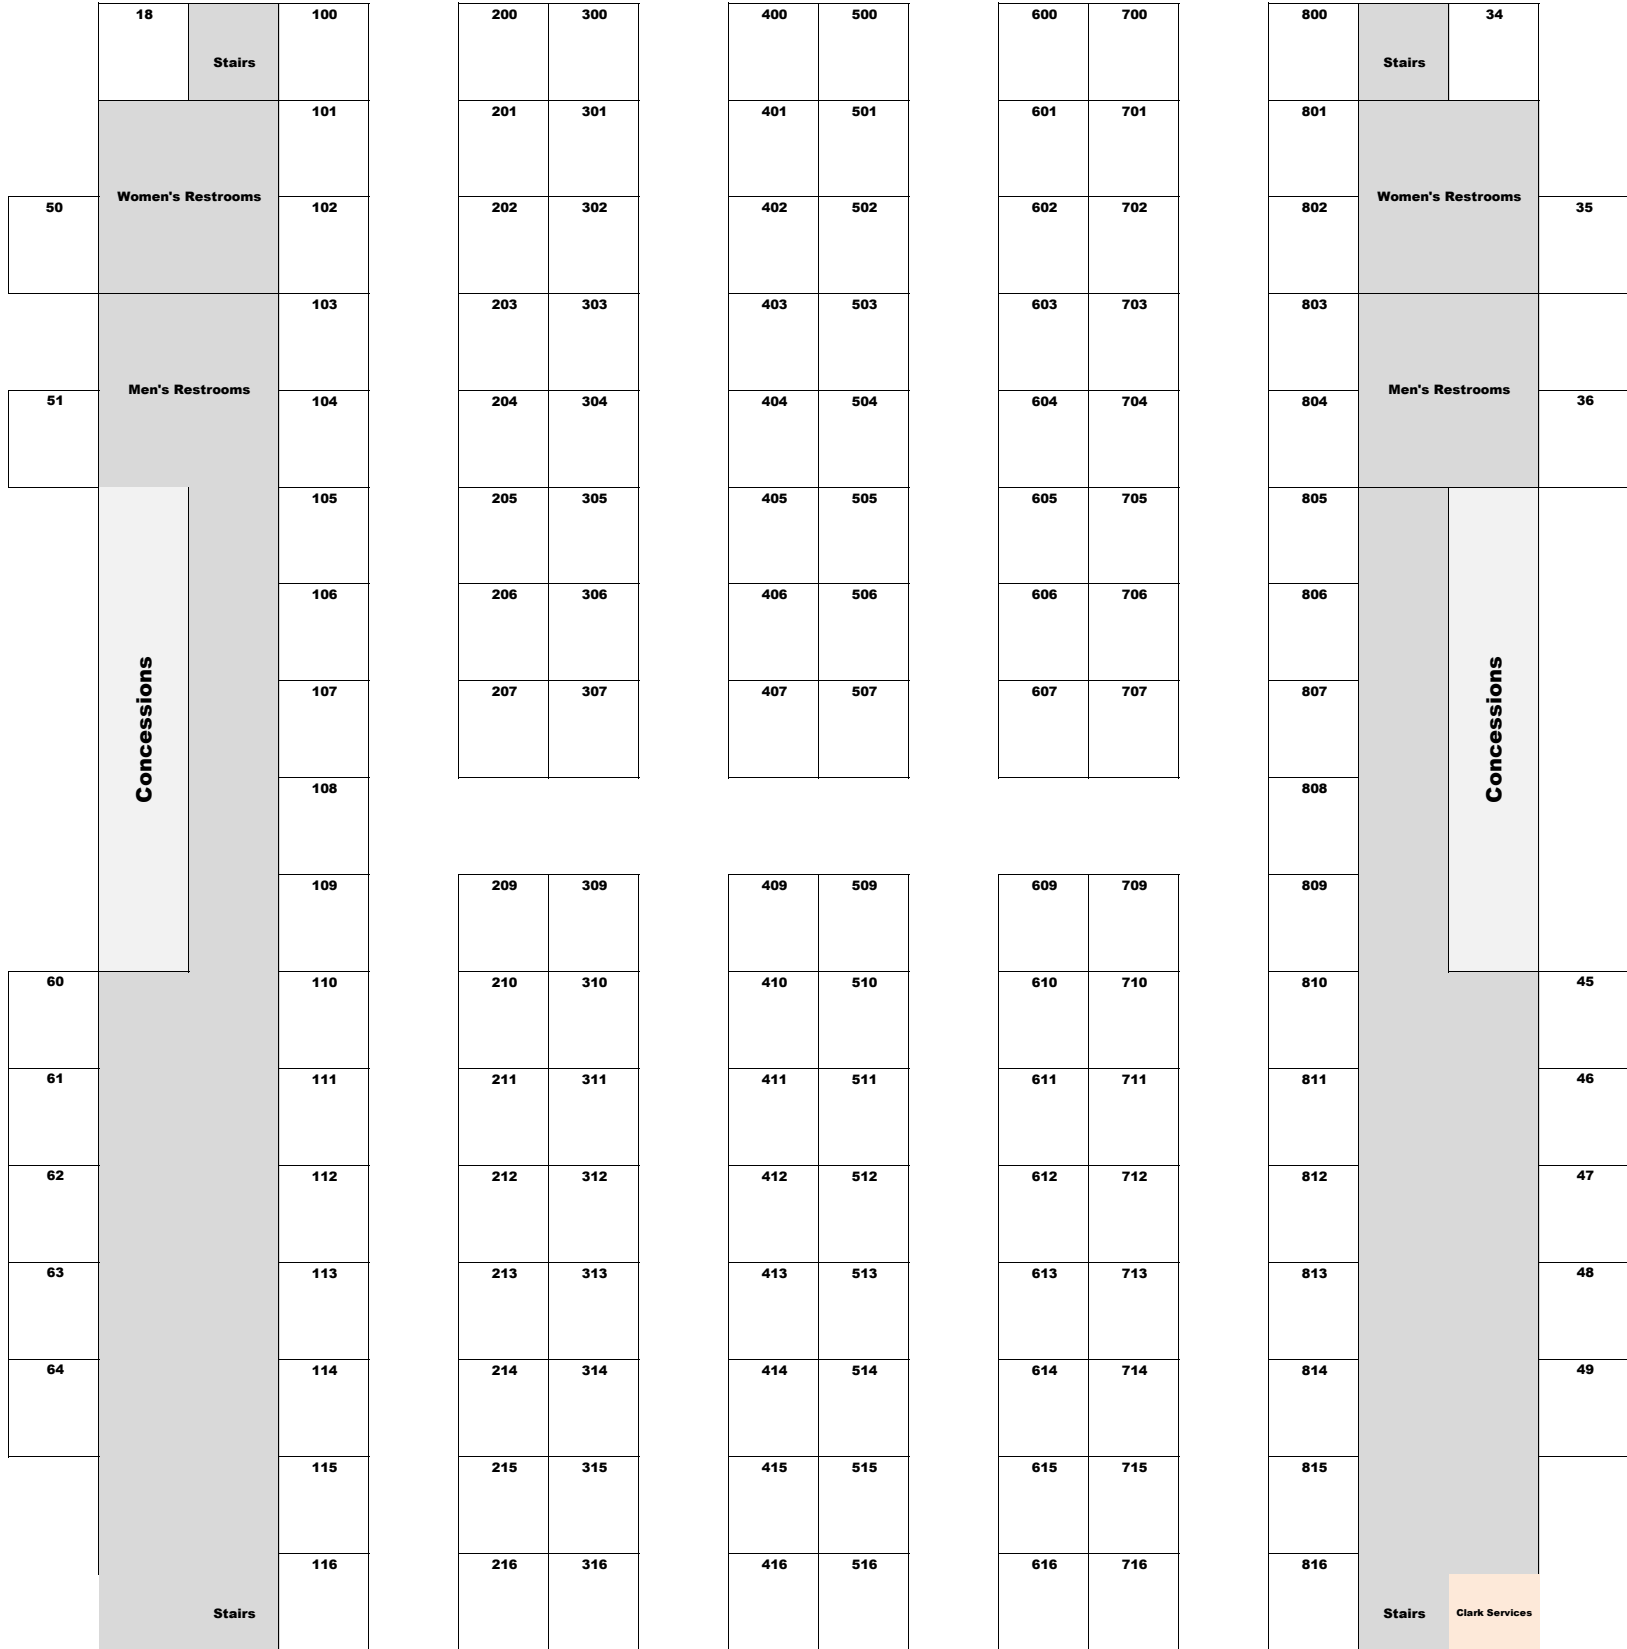 18 100 200 300 400 500 600 700 800 34
Stairs Stairs
101 201 301 401 501 601 701 801
Women's Restrooms Women's Restrooms
50 102 202 302 402 502 602 702 802 35
103 203 303 403 503 603 703 803
Men's Restrooms Men's Restrooms
51 104 204 304 404 504 604 704 804 36
105 205 305 405 505 605 705 805
106 206 306 406 506 606 706 806
107 207 307 407 507 607 707 807
Concessions Concessions
108 808
109 209 309 409 509 609 709 809
60 110 210 310 410 510 610 710 810 45
61 111 211 311 411 511 611 711 811 46
62 112 212 312 412 512 612 712 812 47
63 113 213 313 413 513 613 713 813 48
64 114 214 314 414 514 614 714 814 49
115 215 315 415 515 615 715 815
116 216 316 416 516 616 716 816
Stairs Stairs Clark Services